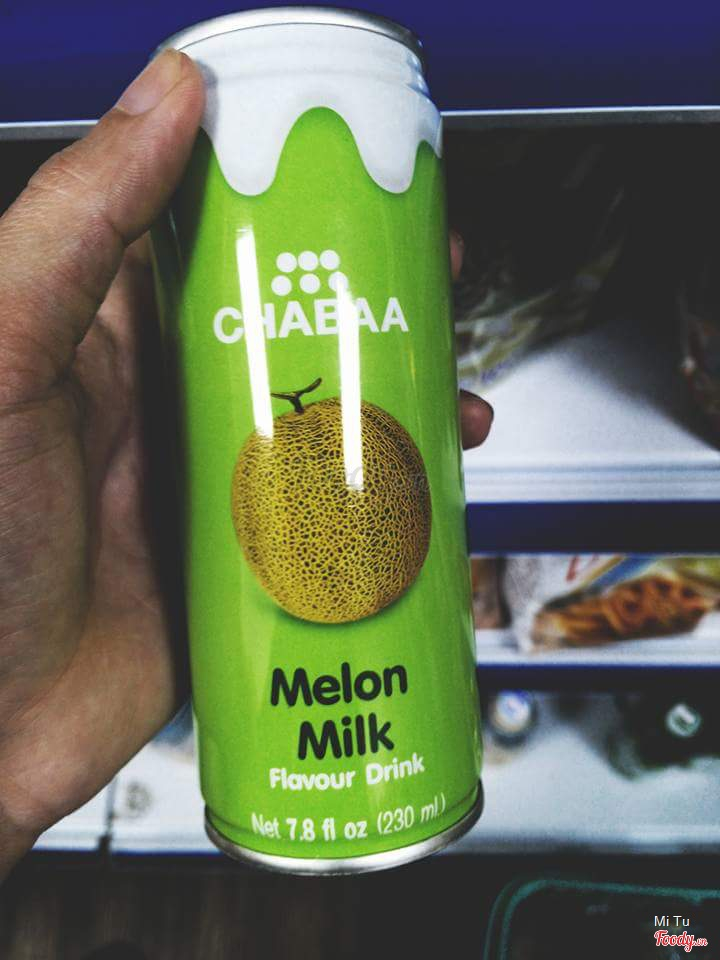 CHABAA
Melon
Milk
Flavour Drink
Net 7.8 fl oz (230 ml)
Mi Tu
Foody.vn